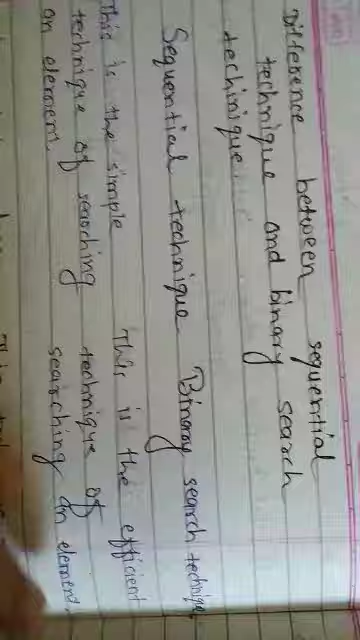 Difference between sequential
technique and binary search
techinique.
Sequential technique Binary search technique
This is the simple This is the efficient
technique of searching technique of
an element. searching an element.